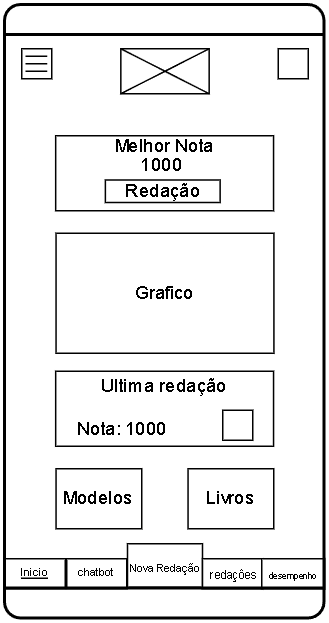 Melhor Nota
1000
Redação
Grafico
Ultima redação
Nota: 1000
Modelos
Livros
Inicio
chatbot
Nova Redação
redações
desempenho